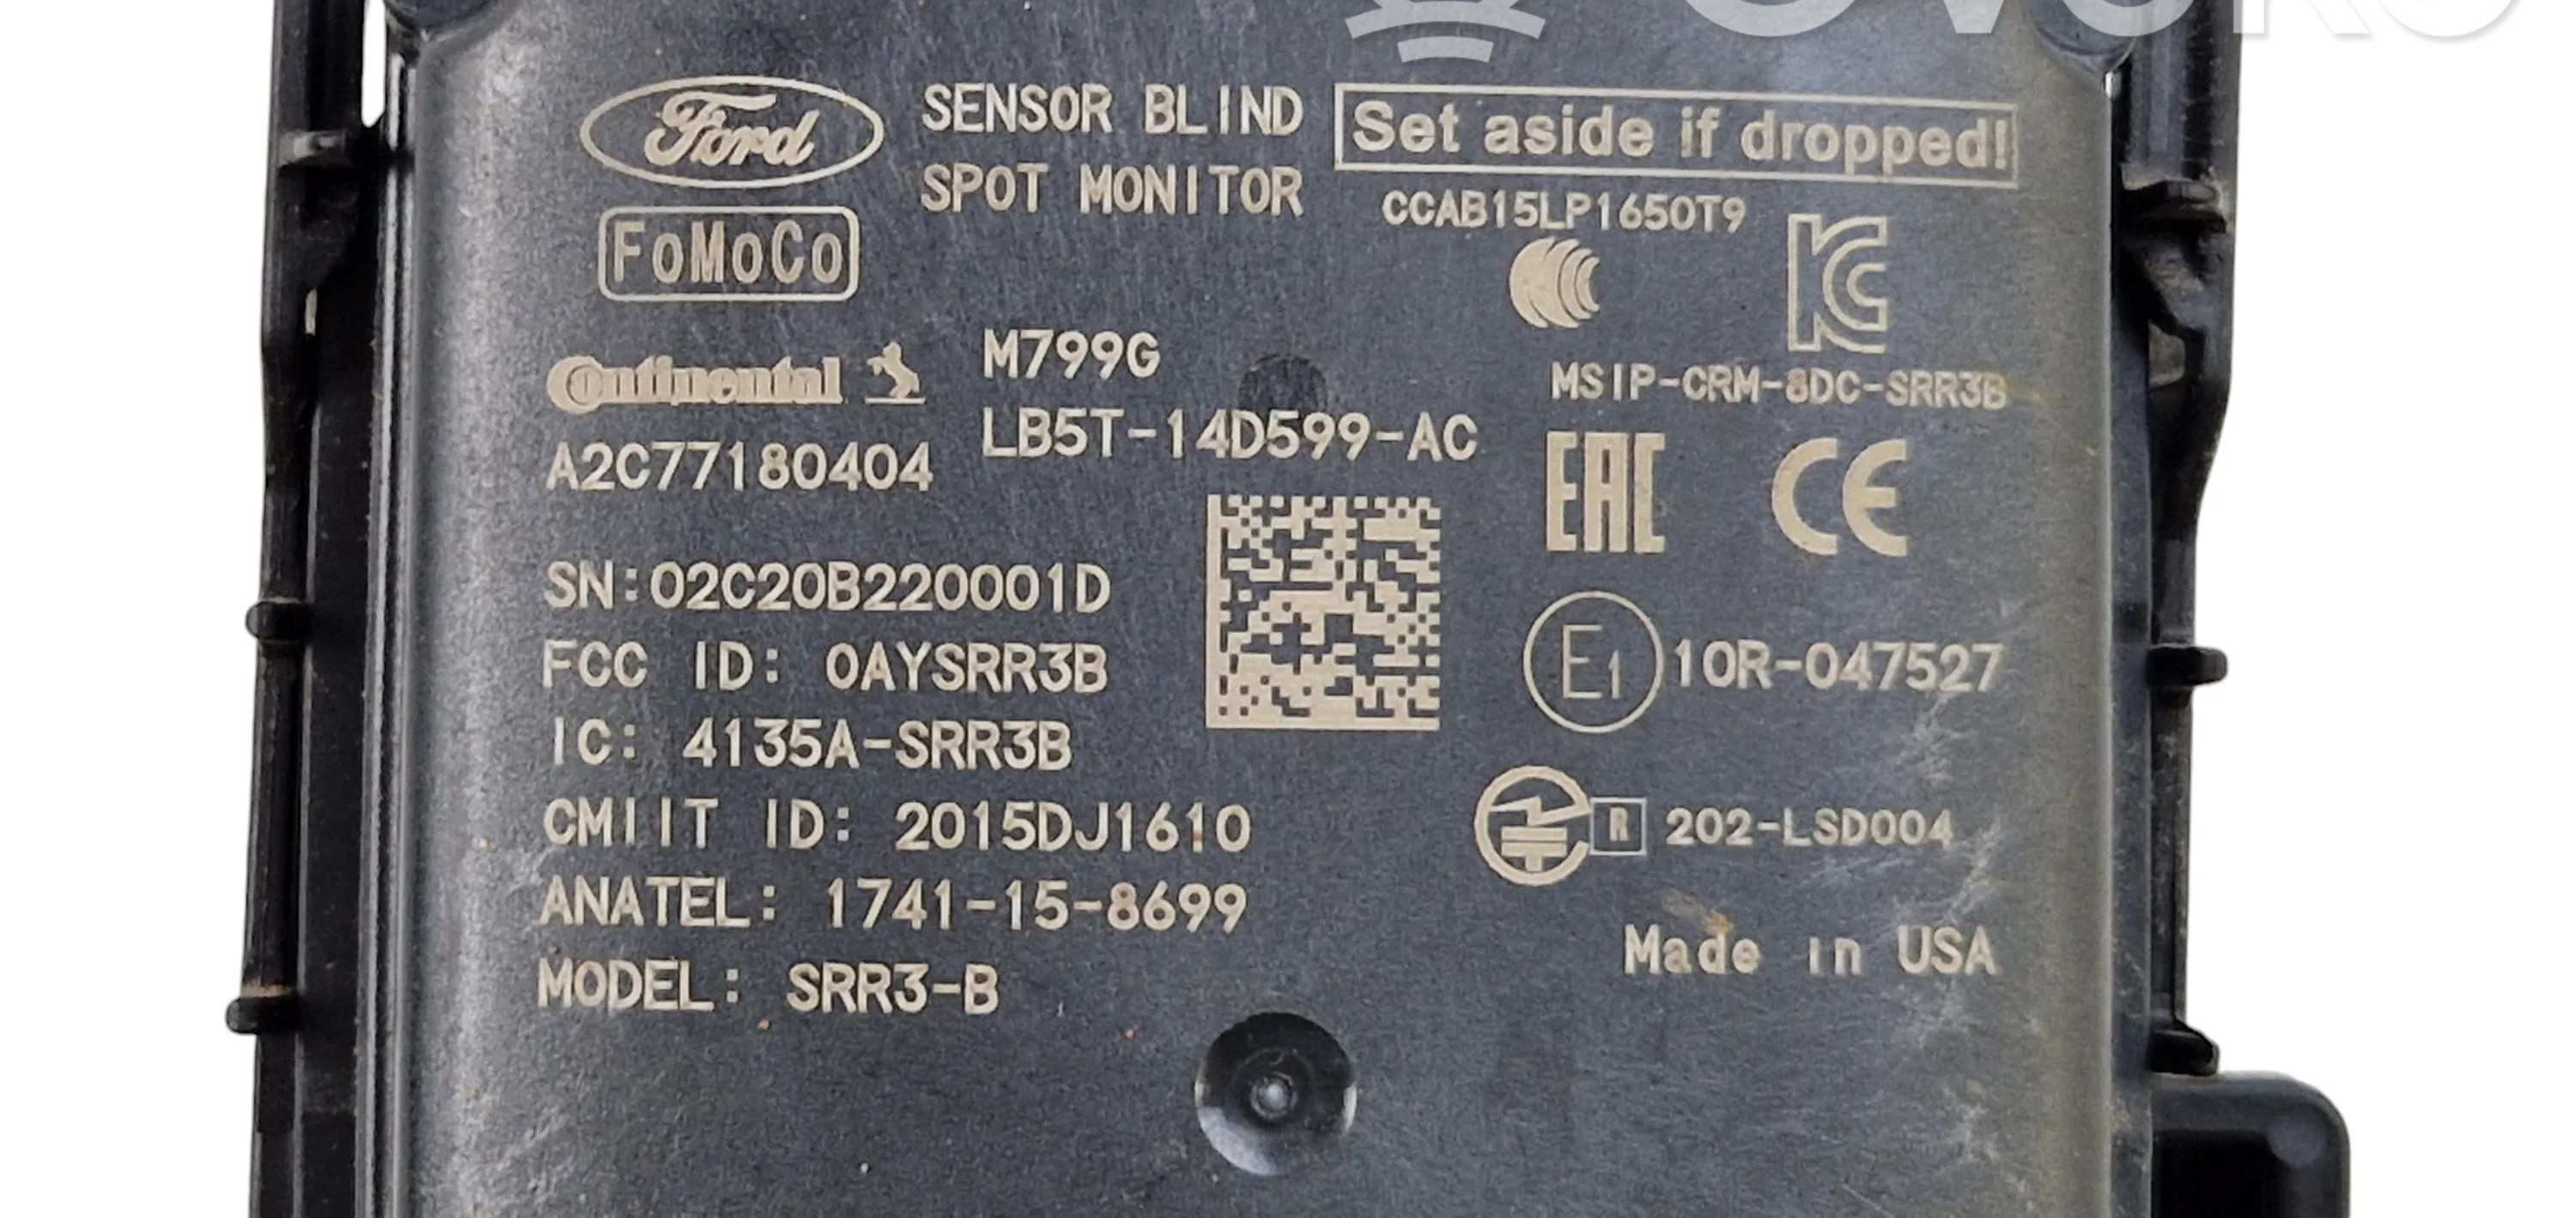 Ford
SENSOR BLIND
SPOT MONITOR
Set aside if dropped!
FoMoCo
CCAB15LP1650T9
Continental
M799G
MSIP-CRM-8DC-SRR3B
A2C77180404
LB5T-14D599-AC
EAC
CE
SN:02C20B220001D
FCC ID: OAYSRR3B
E1
10R-047527
IC: 4135A-SRR3B
CMIIT ID: 2015DJ1610
R 202-LSD004
ANATEL: 1741-15-8699
Made in USA
MODEL: SRR3-B